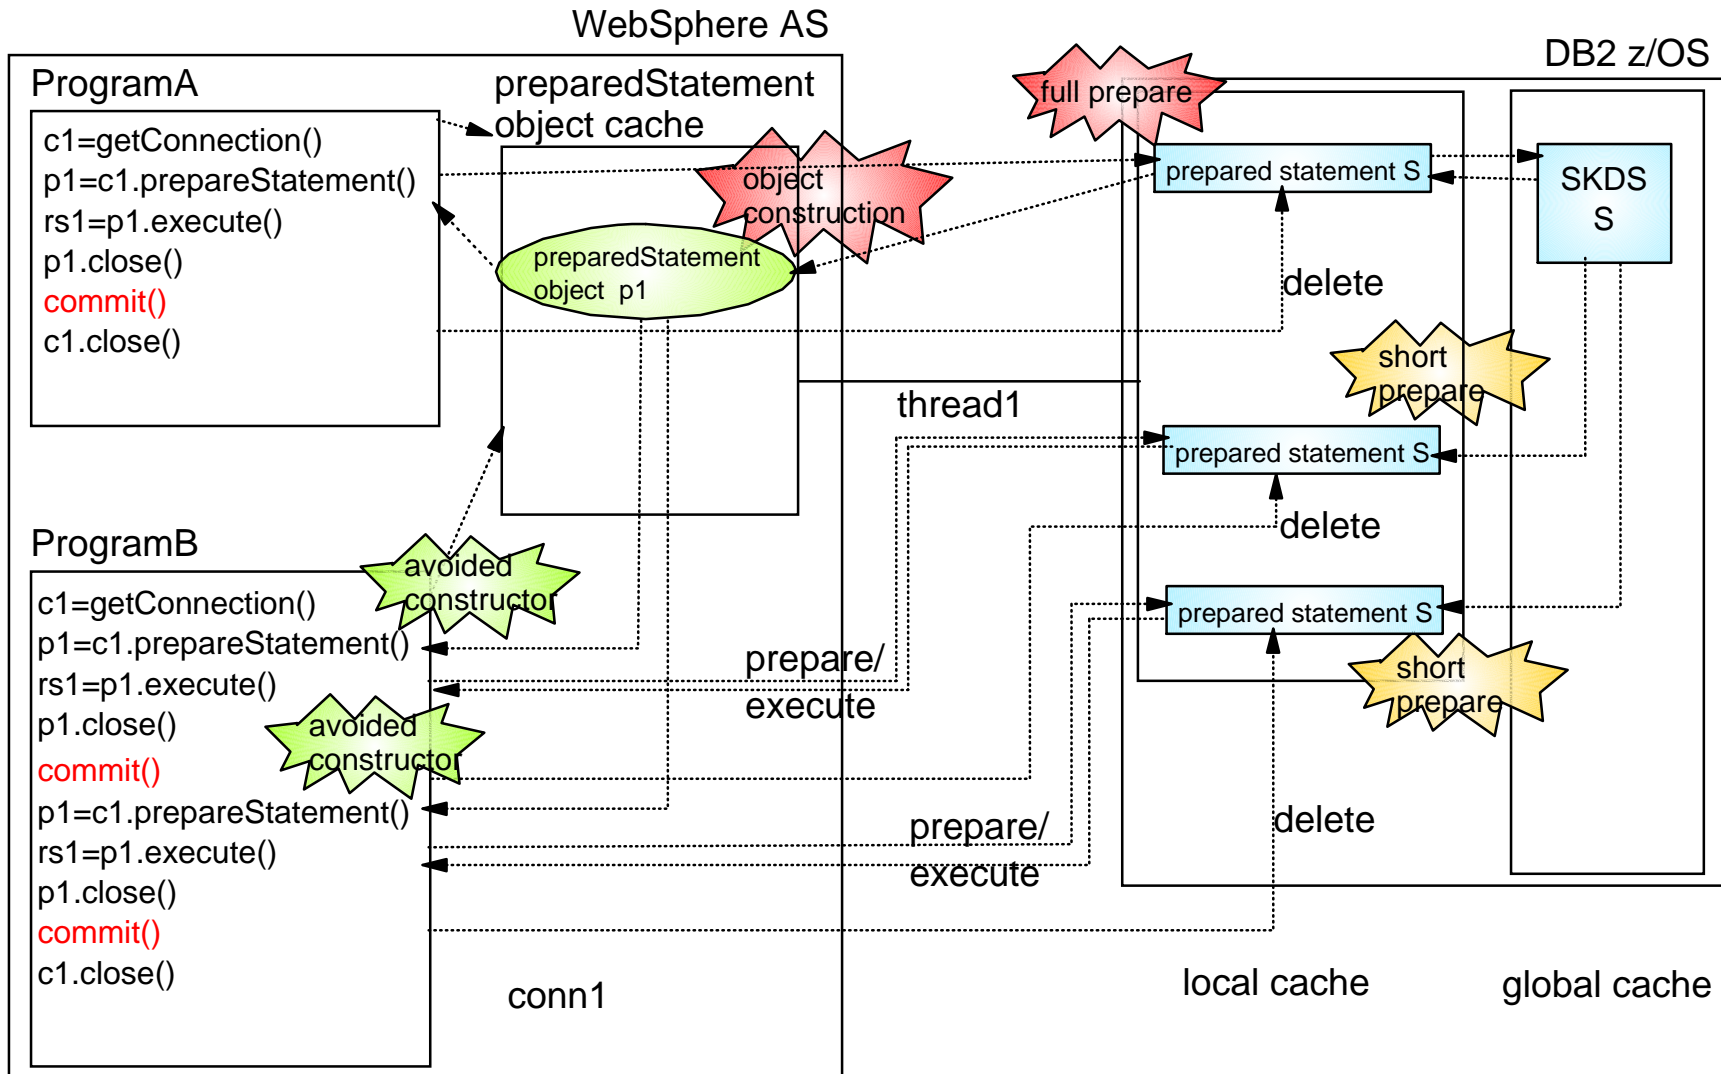 WebSphere AS
DB2 z/OS
ProgramA
c1=getConnection()
p1=c1.prepareStatement()
rs1=p1.execute()
p1.close()
commit()
c1.close()
preparedStatement
object cache
object
construction
preparedStatement
object p1
full prepare
prepared statement S
SKDS
S
delete
short
prepare
thread1
prepared statement S
delete
ProgramB
c1=getConnection()
p1=c1.prepareStatement()
rs1=p1.execute()
p1.close()
commit()
p1=c1.prepareStatement()
rs1=p1.execute()
p1.close()
commit()
c1.close()
avoided
constructor
avoided
constructor
prepare/
execute
prepared statement S
short
prepare
prepare/
execute
delete
conn1
local cache
global cache